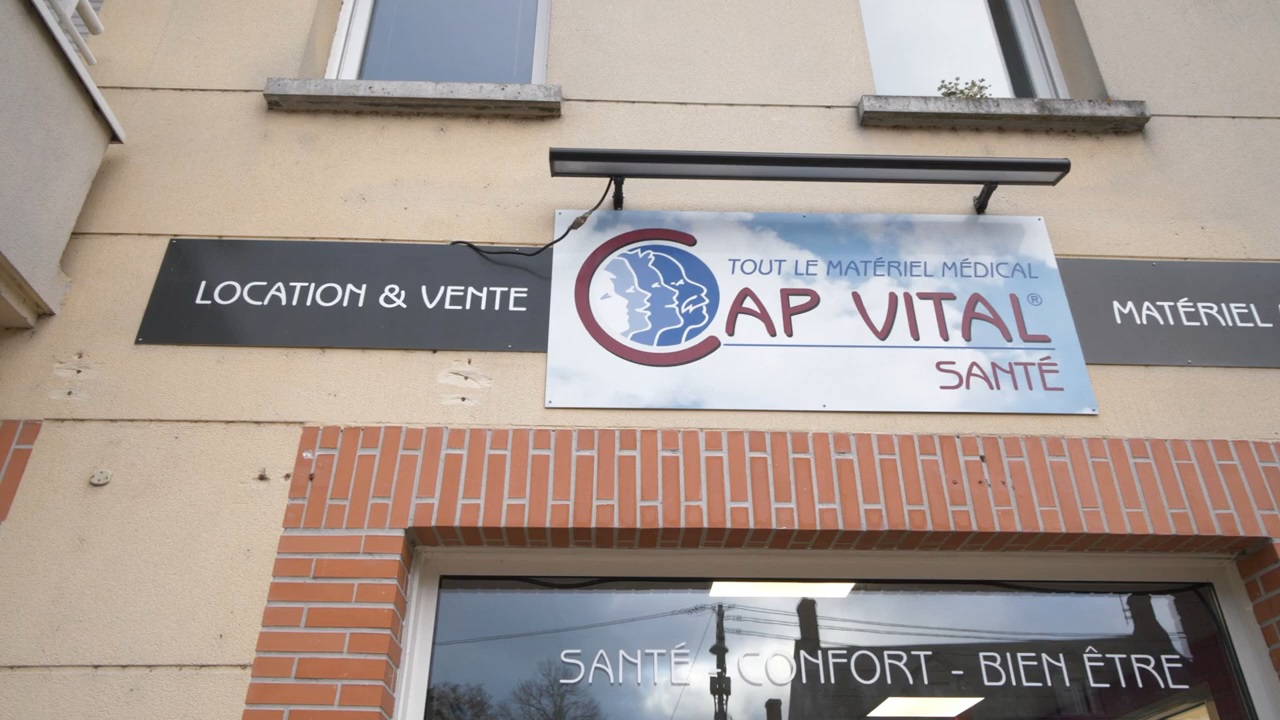 LOCATION & VENTE
TOUT LE MATÉRIEL MÉDICAL
CAP VITAL®
SANTÉ
MATÉRIEL
SANTÉ - CONFORT - BIEN ÊTRE